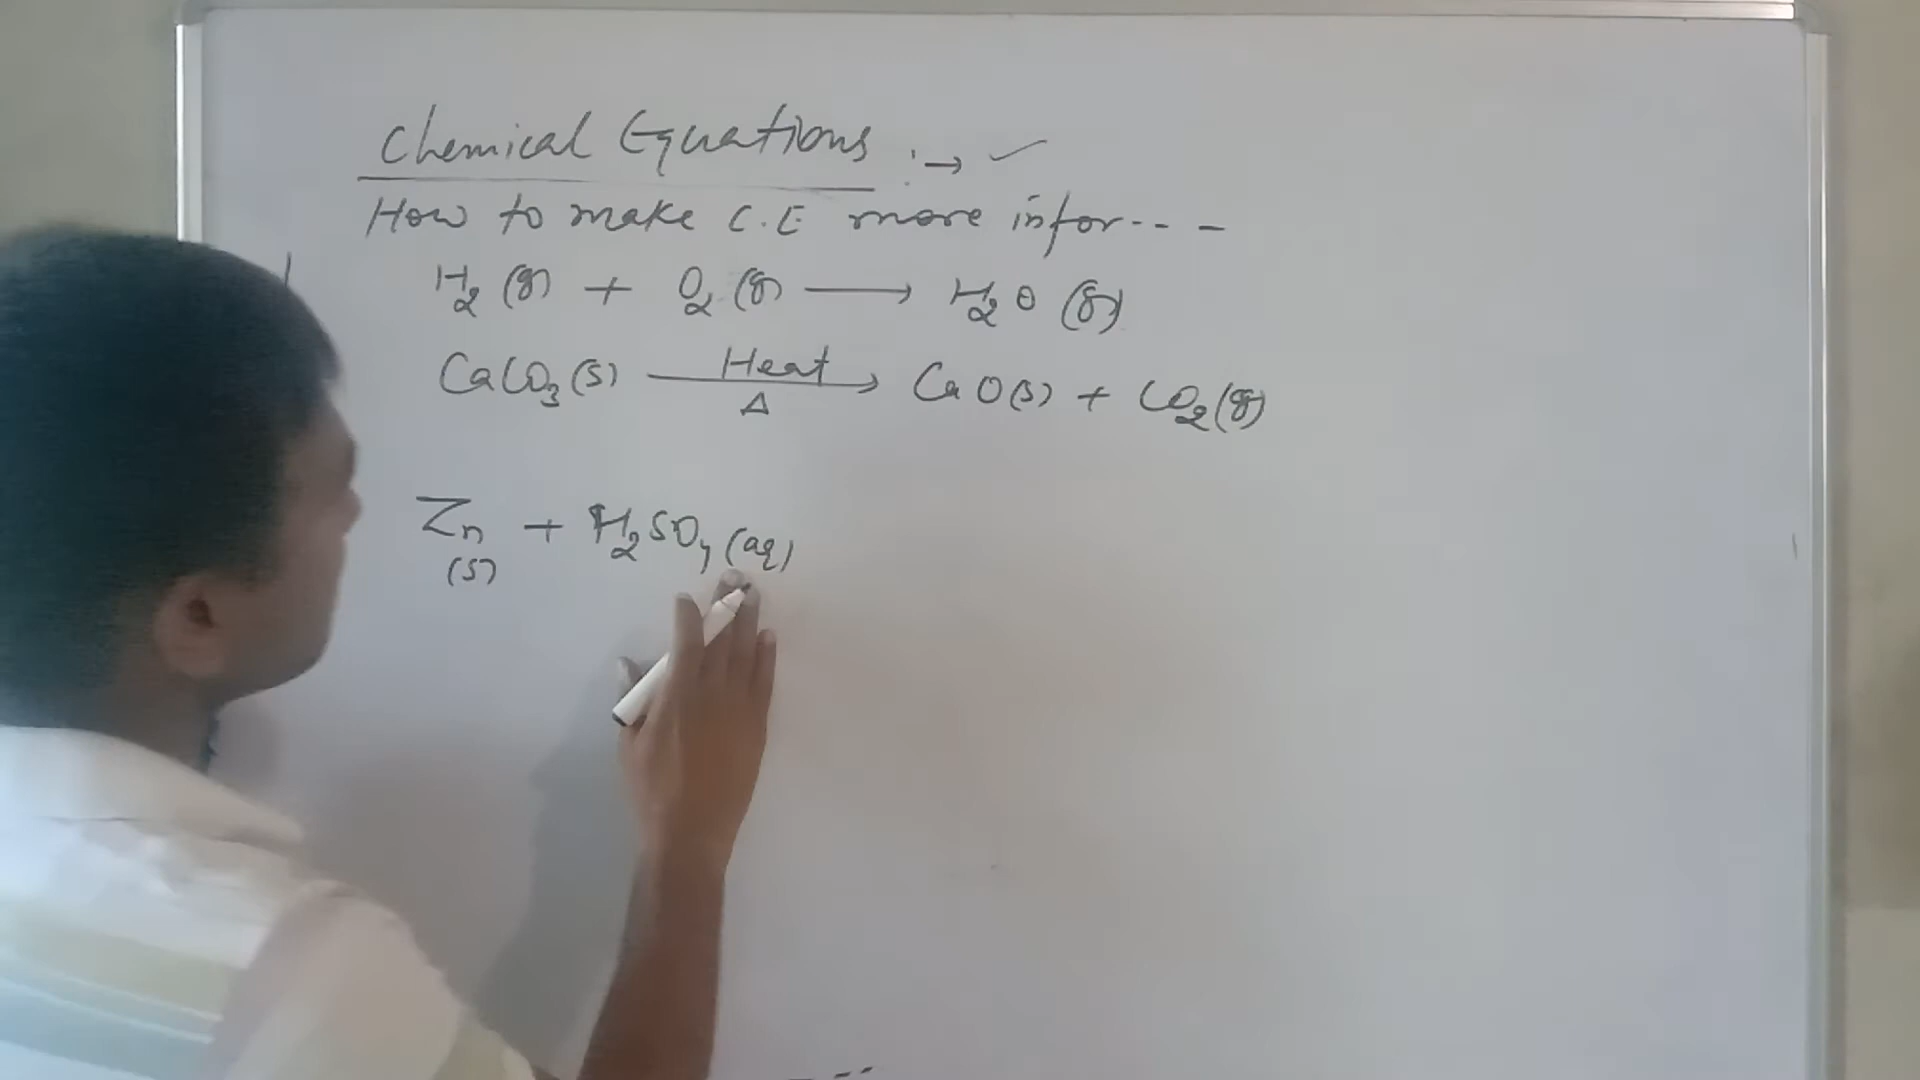 Chemical Equations :→ ✓
How to make C.E more infor---
H₂ (g) + O₂ (g) ⟶ H₂O (g)
CaCO₃ (s) ⟶ Heat Δ CaO(s) + CO₂(g)
Zn (s) + H₂SO₄ (aq)